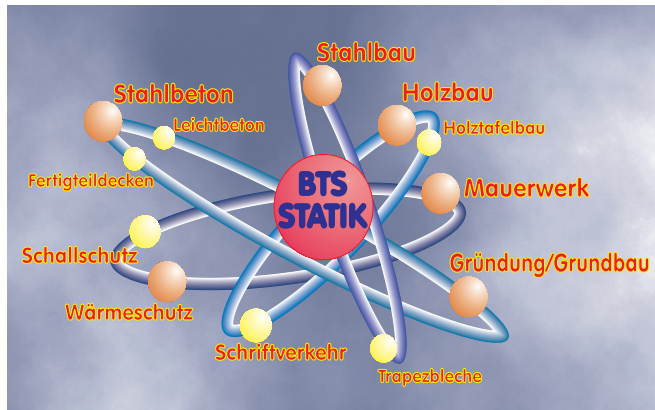 Stahlbau
Stahlbeton
Holzbau
Leichtbeton
Holztafelbau
Fertigteildecken
BTS
STATIK
Mauerwerk
Schallschutz
Gründung/Grundbau
Wärmeschutz
Schriftverkehr
Trapezbleche